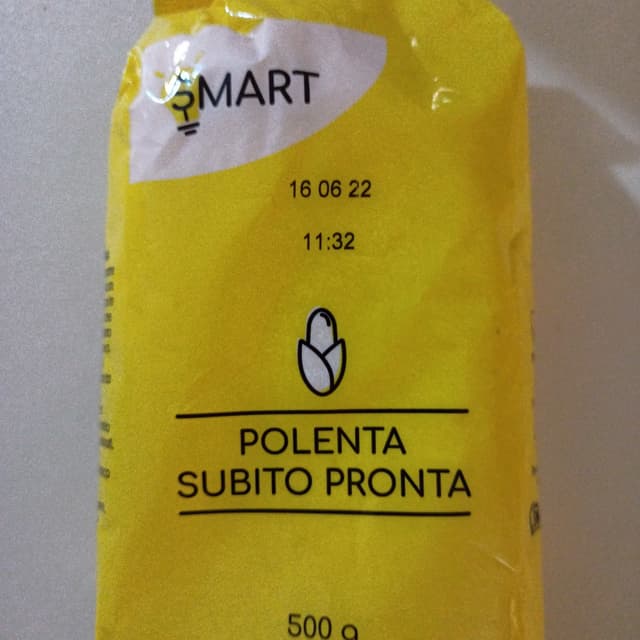 SMART
16 06 22
11:32
POLENTA
SUBITO PRONTA
500 g